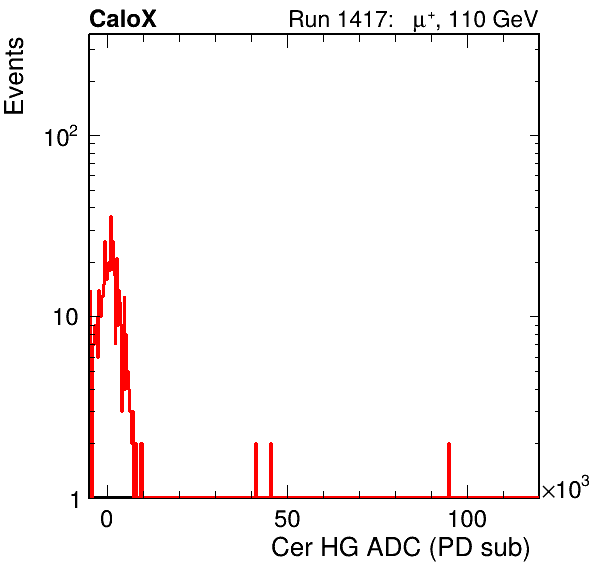 CaloX Run 1417: μ⁺, 110 GeV
Events
10²
10
1
0 50 100 ×10³
Cer HG ADC (PD sub)